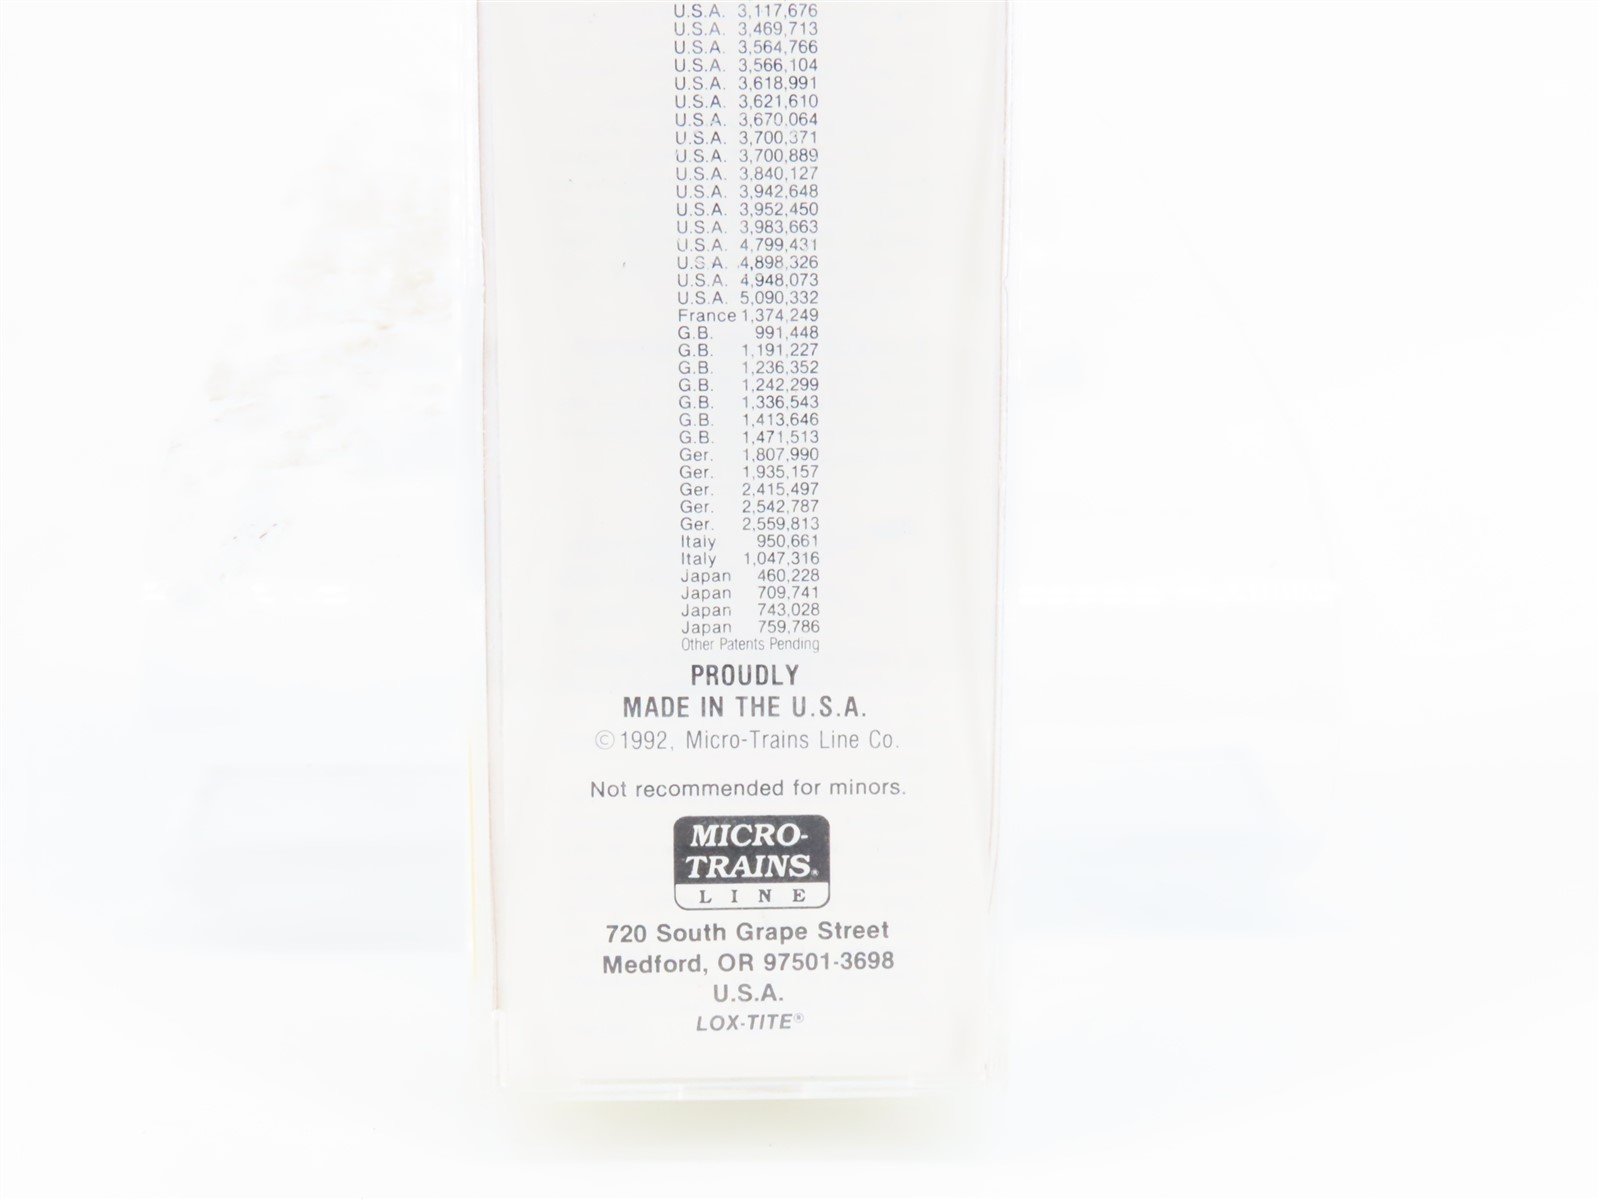 U.S.A. 3,117,676
U.S.A. 3,469,713
U.S.A. 3,564,766
U.S.A. 3,566,104
U.S.A. 3,618,991
U.S.A. 3,621,610
U.S.A. 3,670,064
U.S.A. 3,700,371
U.S.A. 3,700,889
U.S.A. 3,840,127
U.S.A. 3,942,648
U.S.A. 3,952,450
U.S.A. 3,983,663
U.S.A. 4,799,431
U.S.A. 4,898,326
U.S.A. 4,948,073
U.S.A. 5,090,332
France 1,374,249
G.B. 991,448
G.B. 1,191,227
G.B. 1,236,352
G.B. 1,242,299
G.B. 1,336,543
G.B. 1,413,646
G.B. 1,471,513
Ger. 1,807,990
Ger. 1,935,157
Ger. 2,415,497
Ger. 2,542,787
Ger. 2,559,813
Italy 950,661
Italy 1,047,316
Japan 460,228
Japan 709,741
Japan 743,028
Japan 759,786
Other Patents Pending
PROUDLY
MADE IN THE U.S.A.
©1992, Micro-Trains Line Co.
Not recommended for minors.
MICRO-
TRAINS®
LINE
720 South Grape Street
Medford, OR 97501-3698
U.S.A.
LOX-TITE®